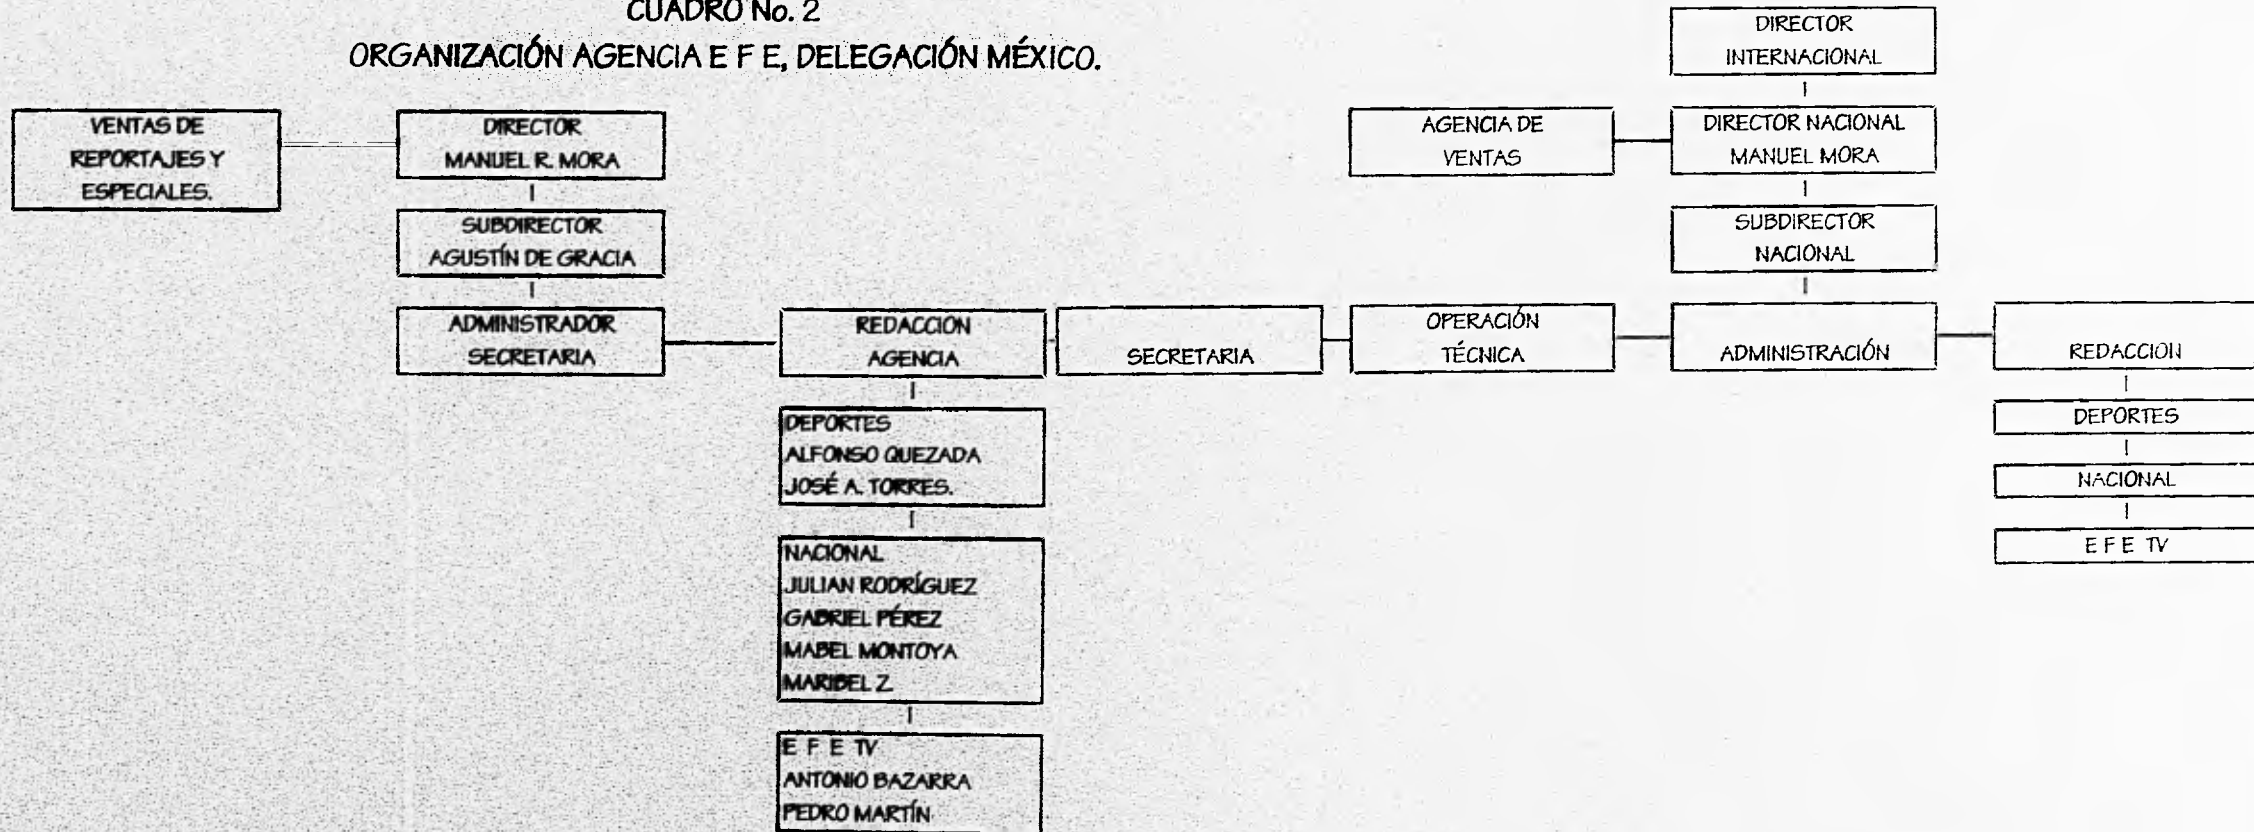 CUADRO No. 2
ORGANIZACIÓN AGENCIA E F E, DELEGACIÓN MÉXICO.
VENTAS DE
REPORTAJES Y
ESPECIALES.
DIRECTOR
MANUEL R. MORA
SUBDIRECTOR
AGUSTÍN DE GRACIA
ADMINISTRADOR
SECRETARIA
REDACCION
AGENCIA
DEPORTES
ALFONSO QUEZADA
JOSÉ A. TORRES.
NACIONAL
JULIAN RODRÍGUEZ
GABRIEL PÉREZ
MABEL MONTOYA
MARIBEL Z.
E F E TV
ANTONIO BAZARRA
PEDRO MARTÍN
DIRECTOR
INTERNACIONAL
AGENCIA DE
VENTAS
DIRECTOR NACIONAL
MANUEL MORA
SUBDIRECTOR
NACIONAL
SECRETARIA
OPERACIÓN
TÉCNICA
ADMINISTRACIÓN
REDACCION
DEPORTES
NACIONAL
E F E TV